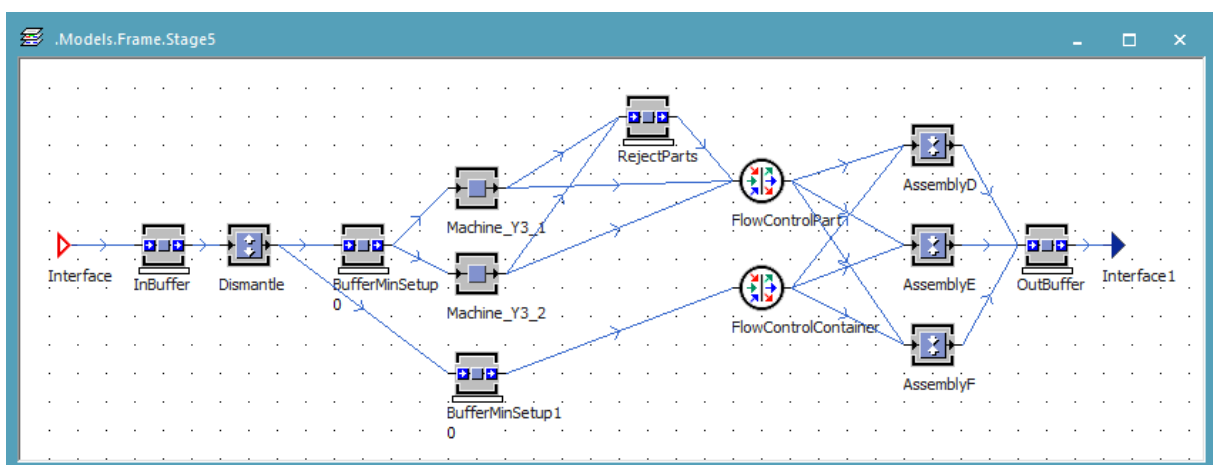 .Models.Frame.Stage5
RejectParts
AssemblyD
Machine_Y3_1
FlowControlPart
Interface
InBuffer
Dismantle
BufferMinSetup
0
Machine_Y3_2
AssemblyE
OutBuffer
Interface1
FlowControlContainer
AssemblyF
BufferMinSetup1
0